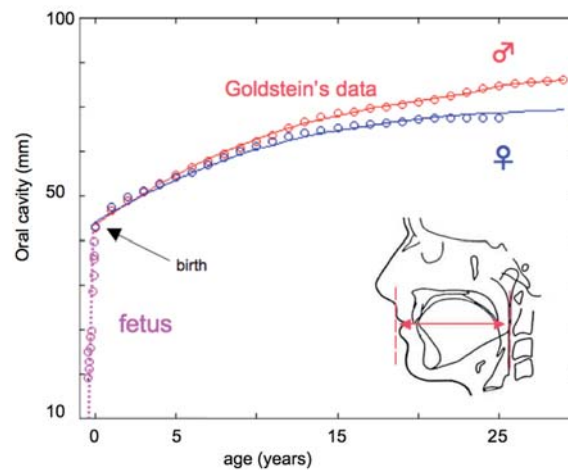 100
Oral cavity (mm)
50
10
Goldstein's data
♂
♀
birth
fetus
0
5
15
25
age (years)